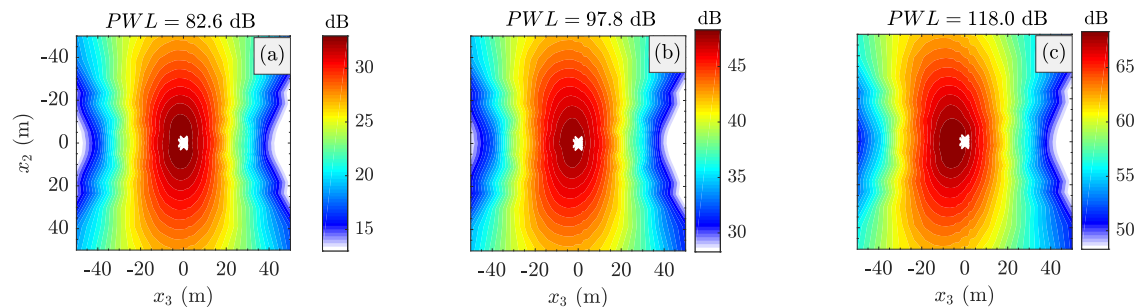 PWL = 82.6 dB dB
(a)
-40
-20
0
20
40
x2 (m)
-40 -20 0 20 40
x3 (m)
30
25
20
15
PWL = 97.8 dB dB
(b)
-40 -20 0 20 40
x3 (m)
45
40
35
30
PWL = 118.0 dB dB
(c)
-40 -20 0 20 40
x3 (m)
65
60
55
50